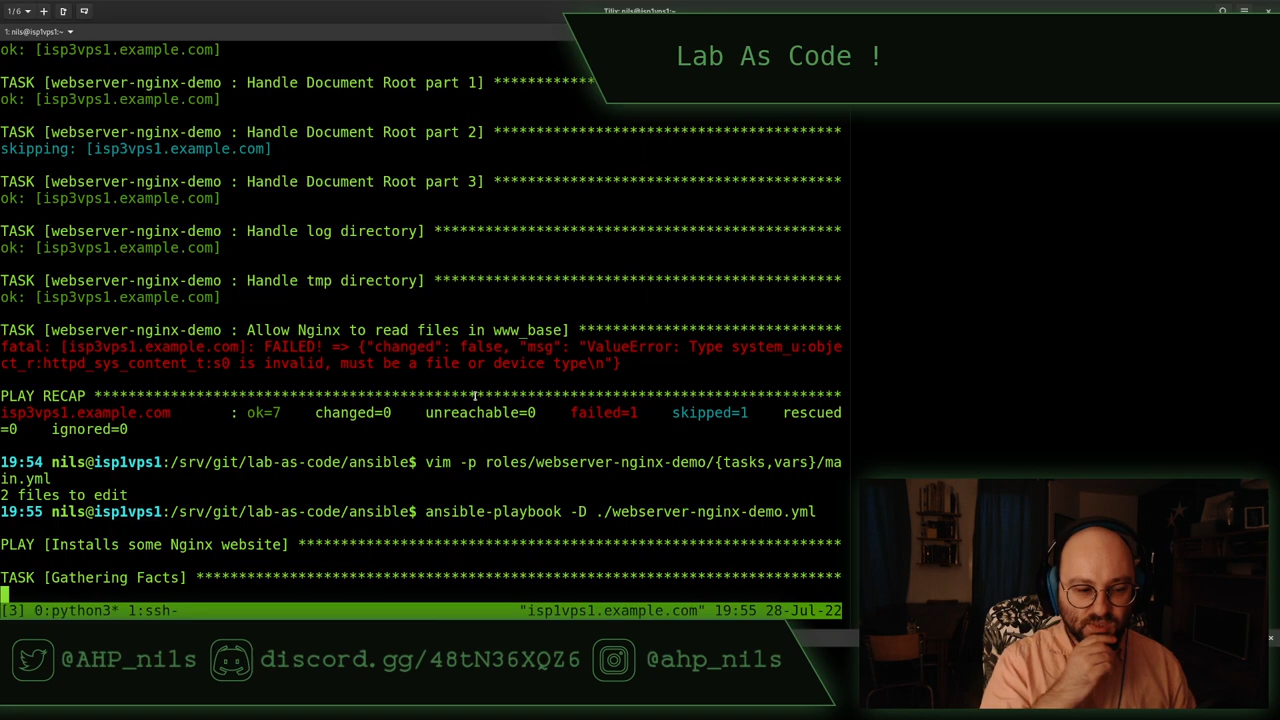 1/6
Tilix: nils@isp1vps1:~
1: nils@isp1vps1:~
Lab As Code !
ok: [isp3vps1.example.com]
TASK [webserver-nginx-demo : Handle Document Root part 1] ************
ok: [isp3vps1.example.com]
TASK [webserver-nginx-demo : Handle Document Root part 2] *****************************************
skipping: [isp3vps1.example.com]
TASK [webserver-nginx-demo : Handle Document Root part 3] *****************************************
ok: [isp3vps1.example.com]
TASK [webserver-nginx-demo : Handle log directory] ************************************************
ok: [isp3vps1.example.com]
TASK [webserver-nginx-demo : Handle tmp directory] ************************************************
ok: [isp3vps1.example.com]
TASK [webserver-nginx-demo : Allow Nginx to read files in www_base] *******************************
fatal: [isp3vps1.example.com]: FAILED! => {"changed": false, "msg": "ValueError: Type system_u:obje
ct_r:httpd_sys_content_t:s0 is invalid, must be a file or device type\n"}
PLAY RECAP ****************************************************************************************
isp3vps1.example.com : ok=7 changed=0 unreachable=0 failed=1 skipped=1 rescued
=0 ignored=0
19:54 nils@isp1vps1:/srv/git/lab-as-code/ansible$ vim -p roles/webserver-nginx-demo/{tasks,vars}/ma
in.yml
2 files to edit
19:55 nils@isp1vps1:/srv/git/lab-as-code/ansible$ ansible-playbook -D ./webserver-nginx-demo.yml
PLAY [Installs some Nginx website] ****************************************************************
TASK [Gathering Facts] ****************************************************************************
[3] 0:python3* 1:ssh- "isp1vps1.example.com" 19:55 28-Jul-22
@AHP_nils discord.gg/48tN36XQZ6 @ahp_nils